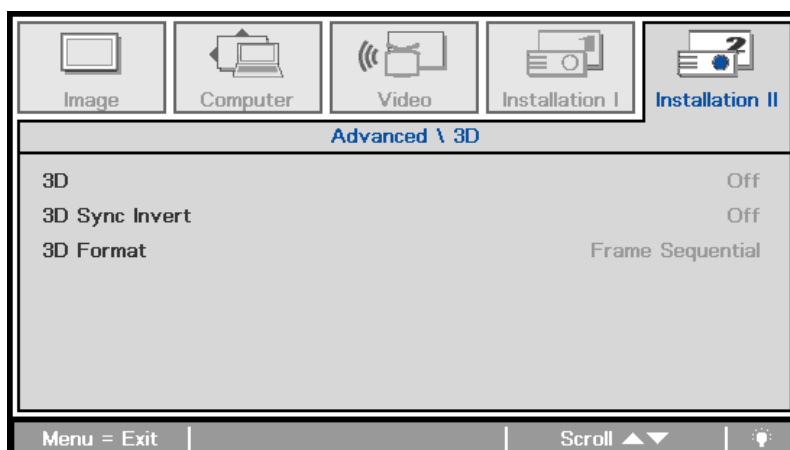 Image Computer Video Installation I Installation II
Advanced \ 3D
3D Off
3D Sync Invert Off
3D Format Frame Sequential
Menu = Exit Scroll ▲▼